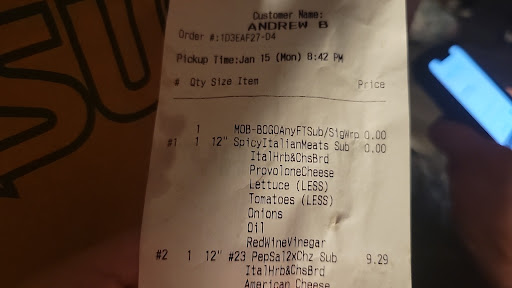 SU
Customer Name:
ANDREW B
Order #:1D3EAF27-D4
Pickup Time:Jan 15 (Mon) 8:42 PM
# Qty Size Item Price
1 MOB-BOGOAnyFTSub/SigWrp 0.00
#1 1 12" SpicyItalianMeats Sub 0.00
ItalHrb&ChsBrd
ProvoloneCheese
Lettuce (LESS)
Tomatoes (LESS)
Onions
Oil
RedWineVinegar
#2 1 12" #23 PepSal2xChz Sub 9.29
ItalHrb&ChsBrd
American Cheese